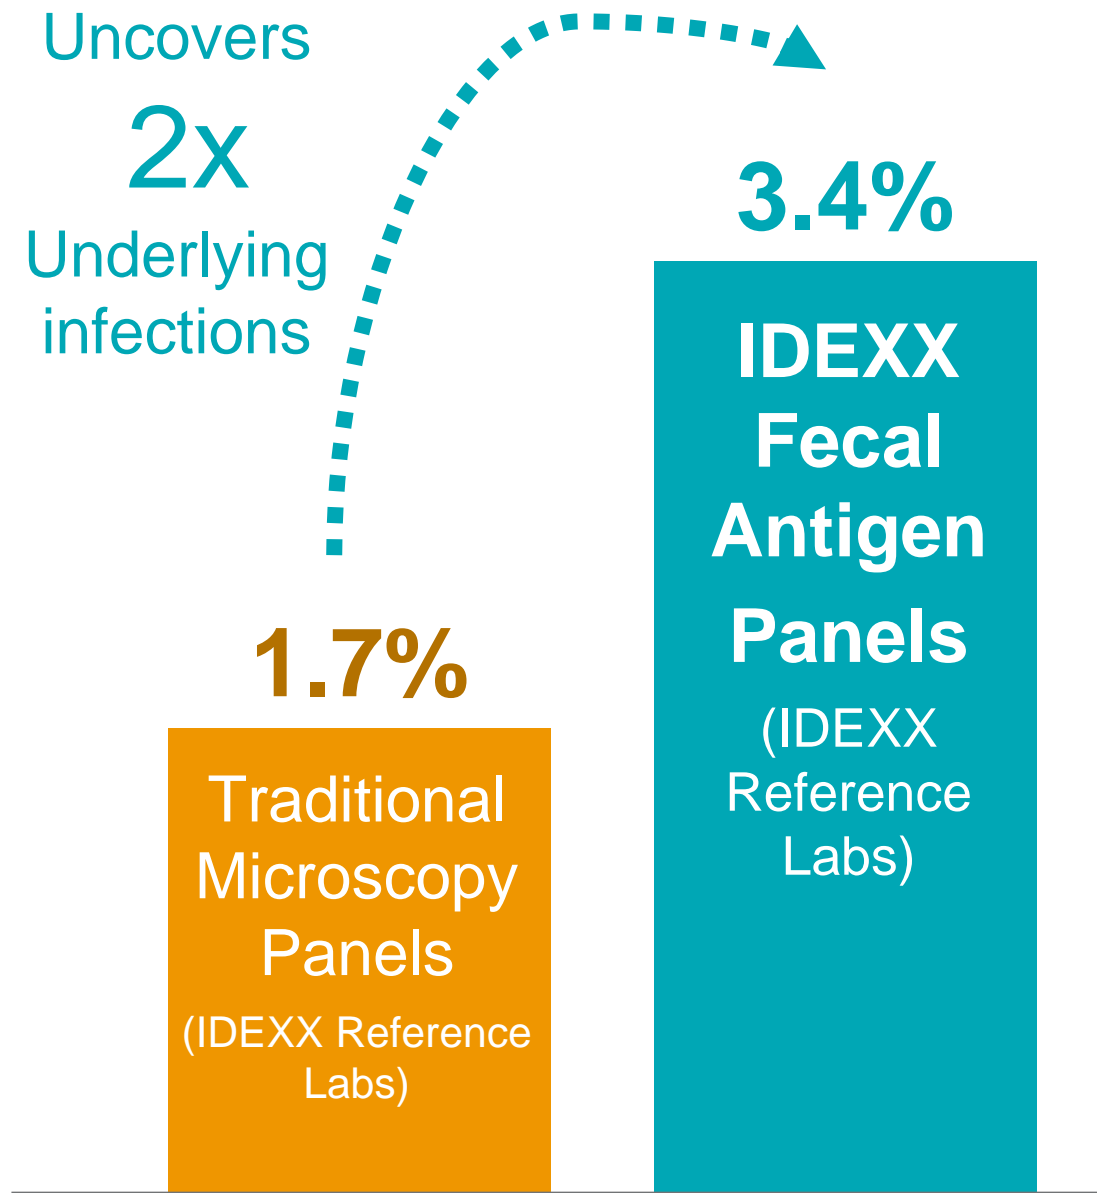 Uncovers
2x
Underlying
infections
3.4%
IDEXX
Fecal
Antigen
Panels
(IDEXX
Reference
Labs)
1.7%
Traditional
Microscopy
Panels
(IDEXX Reference
Labs)